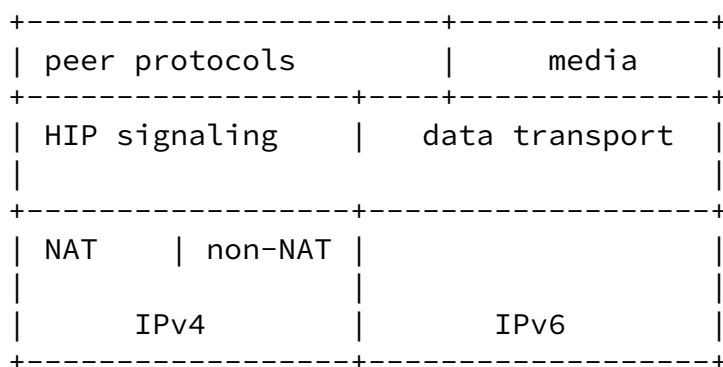 peer protocols media
HIP signaling data transport
NAT non-NAT
IPv4 IPv6